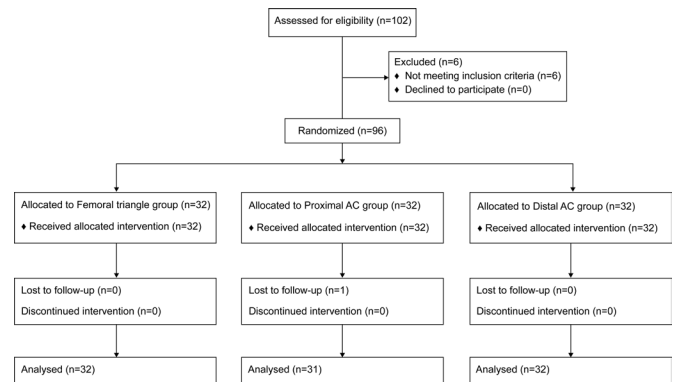 Assessed for eligibility (n=102)
Excluded (n=6)
♦ Not meeting inclusion criteria (n=6)
♦ Declined to participate (n=0)
Randomized (n=96)
Allocated to Femoral triangle group (n=32)
♦ Received allocated intervention (n=32)
Allocated to Proximal AC group (n=32)
♦ Received allocated intervention (n=32)
Allocated to Distal AC group (n=32)
♦ Received allocated intervention (n=32)
Lost to follow-up (n=0)
Discontinued intervention (n=0)
Lost to follow-up (n=1)
Discontinued intervention (n=0)
Lost to follow-up (n=0)
Discontinued intervention (n=0)
Analysed (n=32)
Analysed (n=31)
Analysed (n=32)